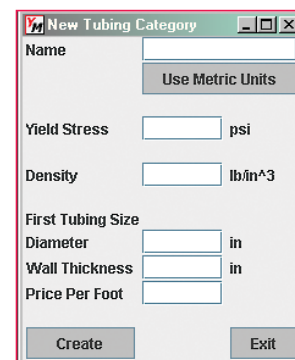 YM New Tubing Category
Name
Use Metric Units
Yield Stress psi
Density lb/in^3
First Tubing Size
Diameter in
Wall Thickness in
Price Per Foot
Create Exit